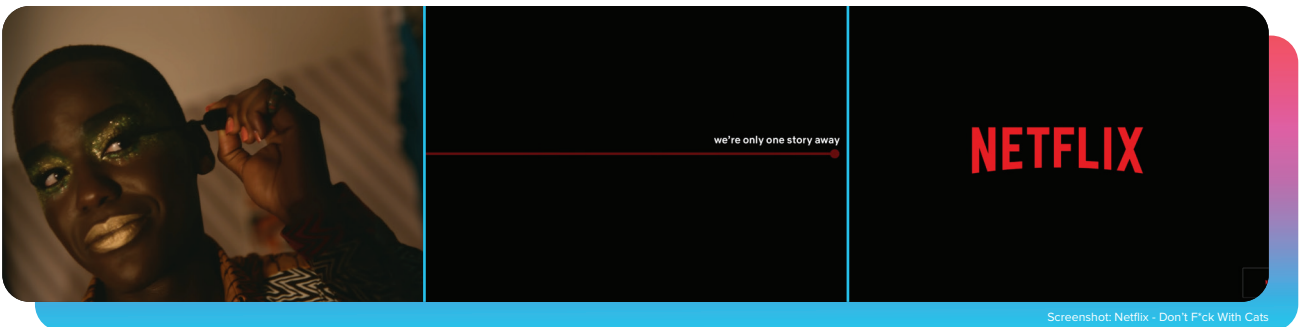 we're only one story away
NETFLIX
Screenshot: Netflix - Don't F*ck With Cats